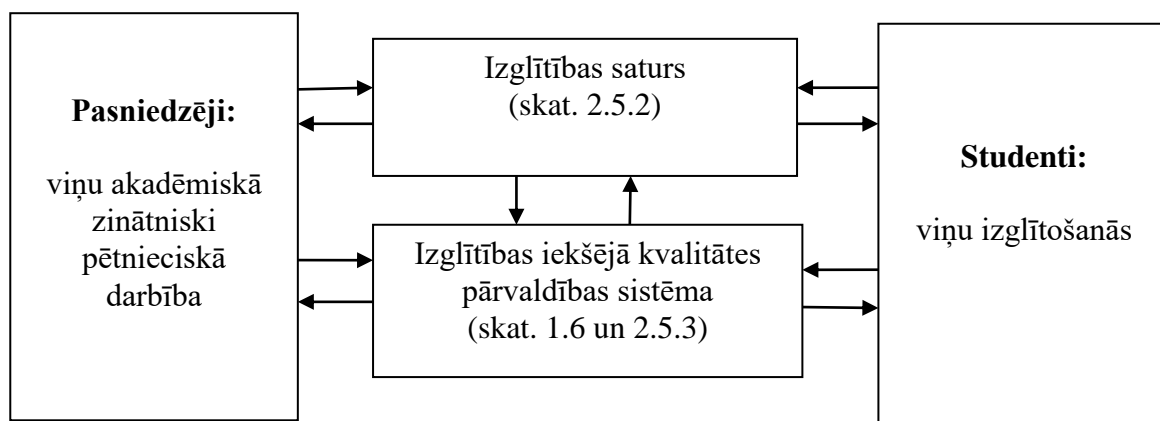 Pasniedzēji:
viņu akadēmiskā
zinātniski
pētnieciskā
darbība
Izglītības saturs
(skat. 2.5.2)
Izglītības iekšējā kvalitātes
pārvaldības sistēma
(skat. 1.6 un 2.5.3)
Studenti:
viņu izglītošanās